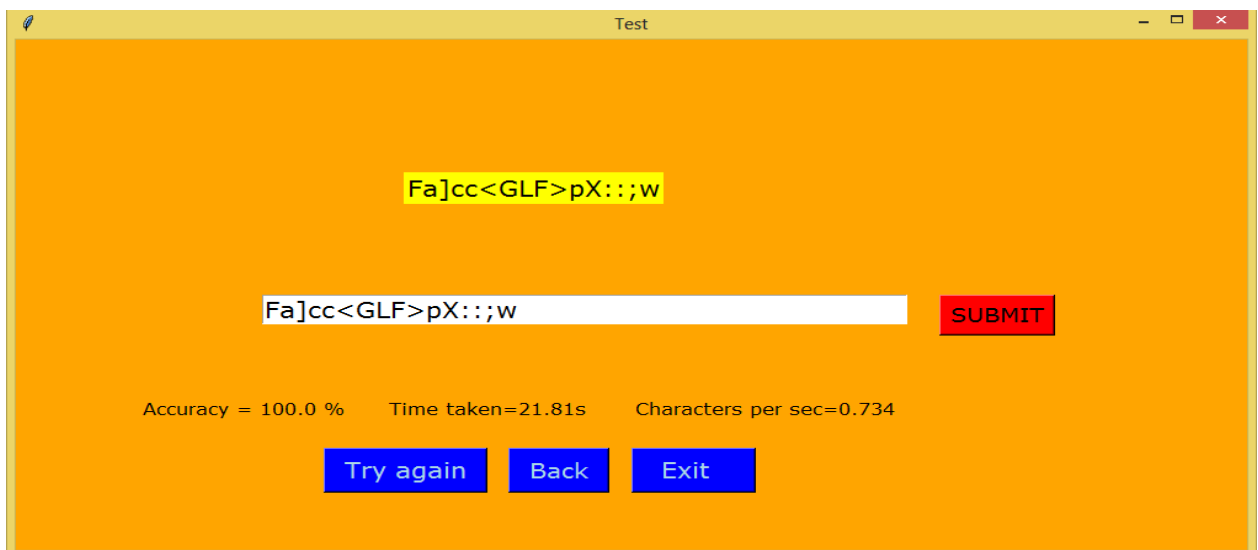 Test
Fa]cc<GLF>pX::;w
Fa]cc<GLF>pX::;w
SUBMIT
Accuracy = 100.0 % Time taken=21.81s Characters per sec=0.734
Try again Back Exit